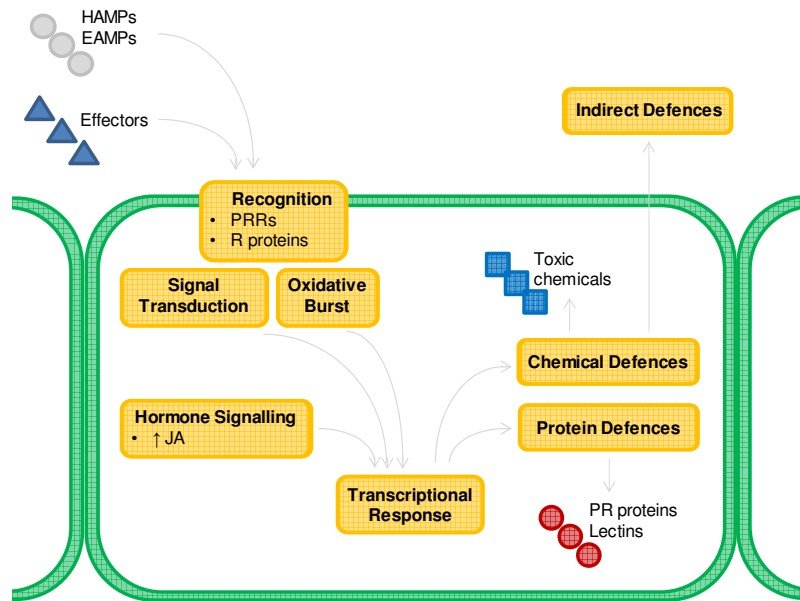 HAMPs
EAMPs
Effectors
Indirect Defences
Recognition
• PRRs
• R proteins
Signal
Transduction
Oxidative
Burst
Toxic
chemicals
Chemical Defences
Hormone Signalling
• ↑ JA
Protein Defences
Transcriptional
Response
PR proteins
Lectins